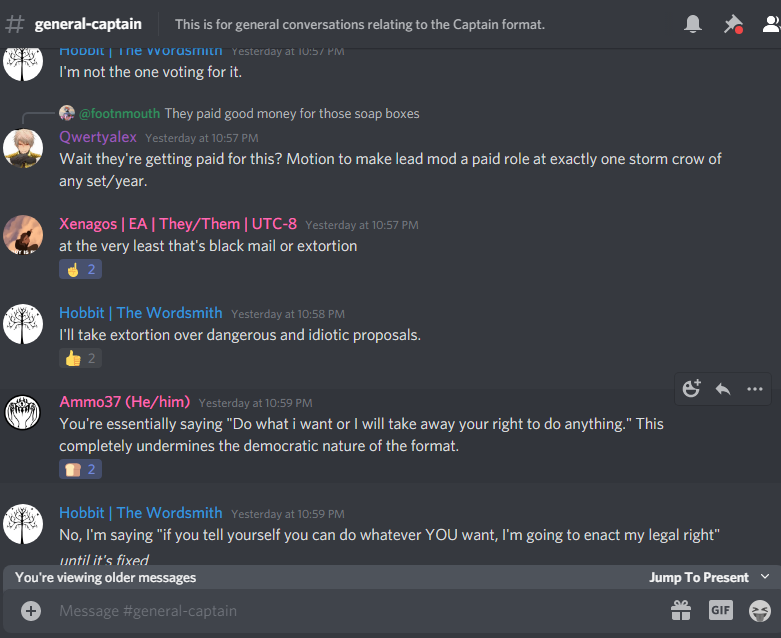 # general-captain
This is for general conversations relating to the Captain format.
Hobbit | The Wordsmith Yesterday at 10:57 PM
I'm not the one voting for it.
@footnmouth They paid good money for those soap boxes
Qwertyalex Yesterday at 10:57 PM
Wait they're getting paid for this? Motion to make lead mod a paid role at exactly one storm crow of
any set/year.
Xenagos | EA | They/Them | UTC-8 Yesterday at 10:57 PM
at the very least that's black mail or extortion
2
Hobbit | The Wordsmith Yesterday at 10:58 PM
I'll take extortion over dangerous and idiotic proposals.
2
Ammo37 (He/him) Yesterday at 10:59 PM
You're essentially saying "Do what i want or I will take away your right to do anything." This
completely undermines the democratic nature of the format.
2
Hobbit | The Wordsmith Yesterday at 10:59 PM
No, I'm saying "if you tell yourself you can do whatever YOU want, I'm going to enact my legal right"
until it's fixed
You're viewing older messages
Jump To Present
Message #general-captain
GIF